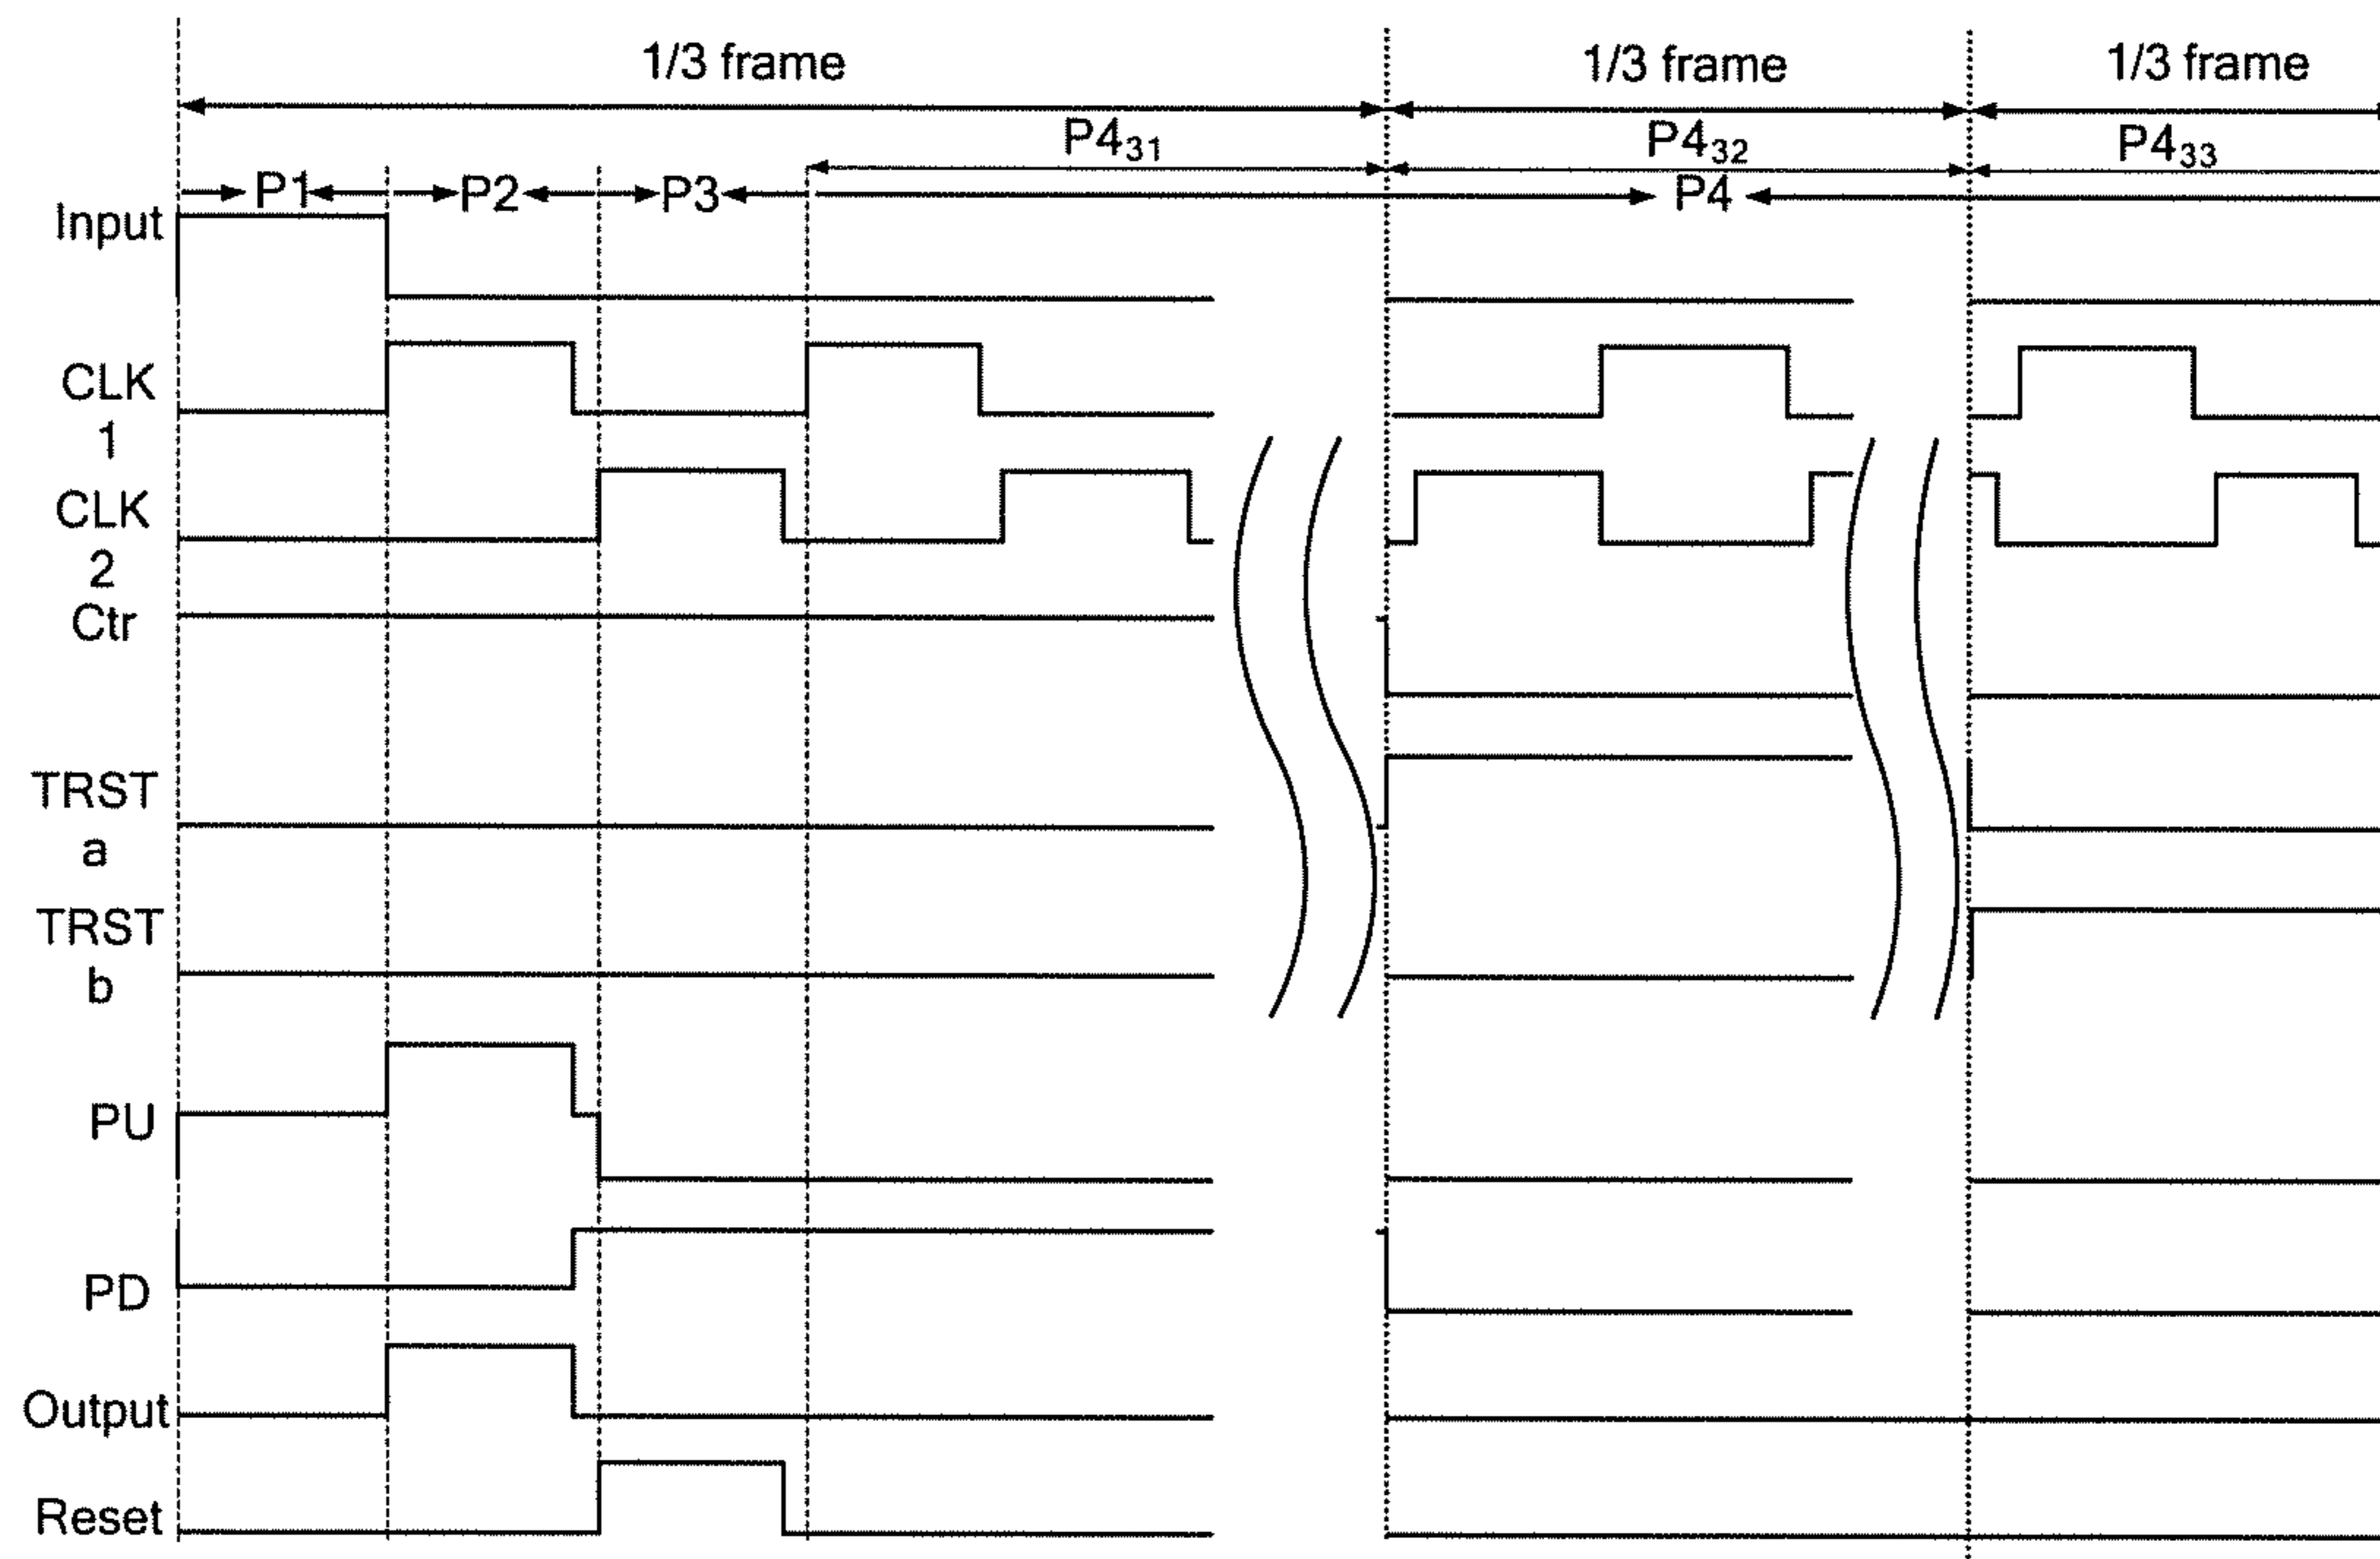 1/3 frame 1/3 frame 1/3 frame
P4₃₁ P4₃₂ P4₃₃
P1 P2 P3 P4
Input
CLK
1
CLK
2
Ctr
TRST
a
TRST
b
PU
PD
Output
Reset